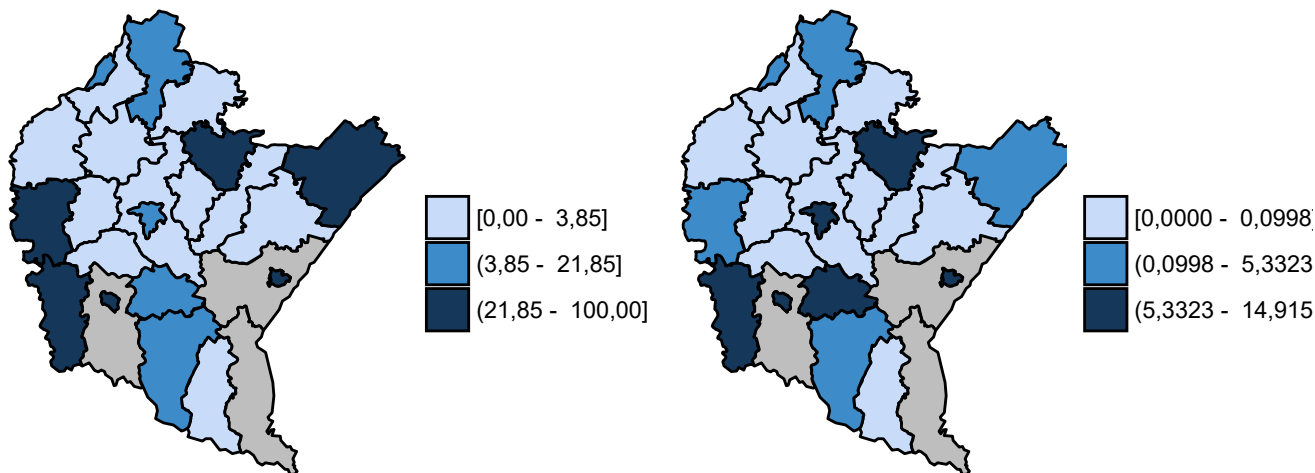 [0,00 - 3,85]
(3,85 - 21,85]
(21,85 - 100,00]
[0,0000 - 0,0998]
(0,0998 - 5,3323
(5,3323 - 14,915